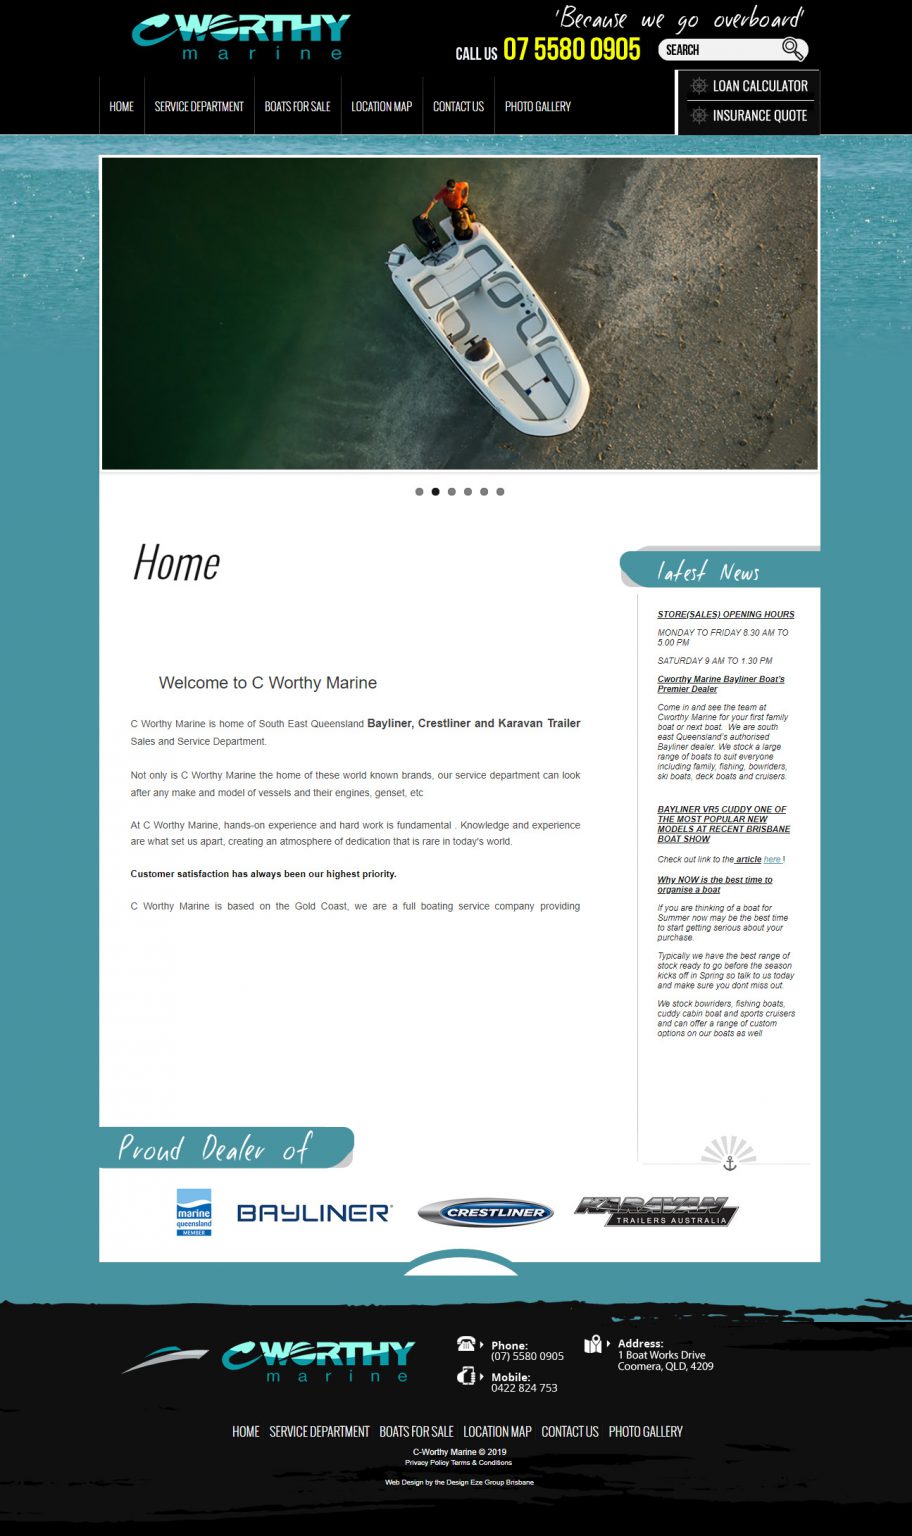 CWORTHY
marine
'Because we go overboard'
CALL US 07 5580 0905
SEARCH
HOME
SERVICE DEPARTMENT
BOATS FOR SALE
LOCATION MAP
CONTACT US
PHOTO GALLERY
LOAN CALCULATOR
INSURANCE QUOTE
Home
Welcome to C Worthy Marine
C Worthy Marine is home of South East Queensland Bayliner, Crestliner and Karavan Trailer
Sales and Service Department.
Not only is C Worthy Marine the home of these world known brands, our service department can look
after any make and model of vessels and their engines, genset, etc
At C Worthy Marine, hands-on experience and hard work is fundamental . Knowledge and experience
are what set us apart, creating an atmosphere of dedication that is rare in today's world.
Customer satisfaction has always been our highest priority.
C Worthy Marine is based on the Gold Coast, we are a full boating service company providing
latest News
STORE(SALES) OPENING HOURS
MONDAY TO FRIDAY 8.30 AM TO
5.00 PM
SATURDAY 9 AM TO 1.30 PM
Cworthy Marine Bayliner Boat's
Premier Dealer
Come in and see the team at
Cworthy Marine for your first family
boat or next boat. We are south
east Queensland's authorised
Bayliner dealer. We stock a large
range of boats to suit everyone
including family, fishing, bowriders,
ski boats, deck boats and cruisers.
BAYLINER VR5 CUDDY ONE OF
THE MOST POPULAR NEW
MODELS AT RECENT BRISBANE
BOAT SHOW
Check out link to the article here !
Why NOW is the best time to
organise a boat
If you are thinking of a boat for
Summer now may be the best time
to start getting serious about your
purchase.
Typically we have the best range of
stock ready to go before the season
kicks off in Spring so talk to us today
and make sure you dont miss out.
We stock bowriders, fishing boats,
cuddy cabin boat and sports cruisers
and can offer a range of custom
options on our boats as well
Proud Dealer of
marine
queensland
MEMBER
BAYLINER®
CRESTLINER
KARAVAN
TRAILERS AUSTRALIA
CWORTHY
marine
Phone:
(07) 5580 0905
Mobile:
0422 824 753
Address:
1 Boat Works Drive
Coomera, QLD, 4209
HOME SERVICE DEPARTMENT BOATS FOR SALE LOCATION MAP CONTACT US PHOTO GALLERY
C-Worthy Marine © 2019
Privacy Policy Terms & Conditions
Web Design by the Design Eze Group Brisbane